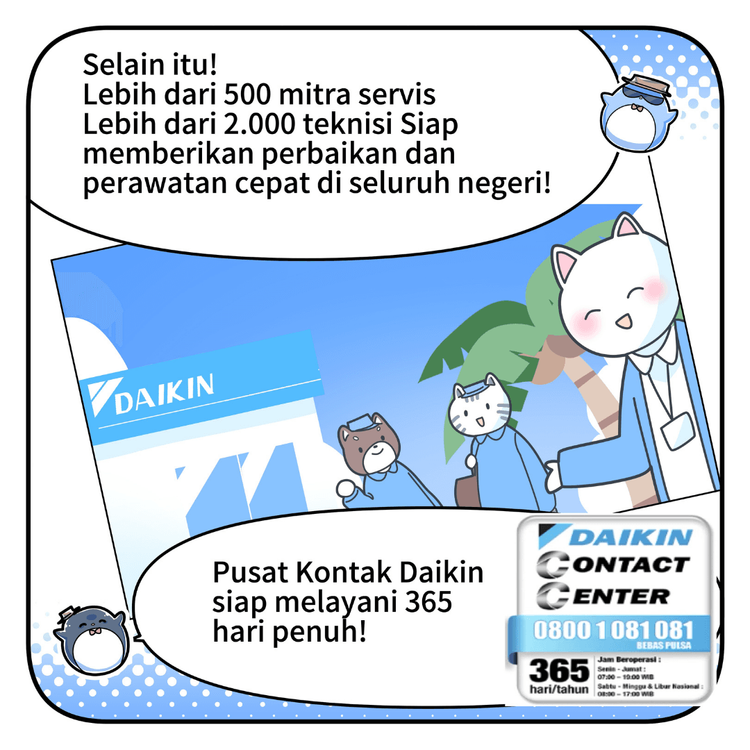 Selain itu!
Lebih dari 500 mitra servis
Lebih dari 2.000 teknisi Siap
memberikan perbaikan dan
perawatan cepat di seluruh negeri!
DAIKIN
Pusat Kontak Daikin
siap melayani 365
hari penuh!
DAIKIN
CONTACT
CENTER
0800 1 081 081
BEBAS PULSA
365
hari/tahun
Jam Beroperasi :
Senin - Jumat :
07:00 – 19:00 WIB
Sabtu - Minggu & Libur Nasional :
08:00 – 17:00 WIB